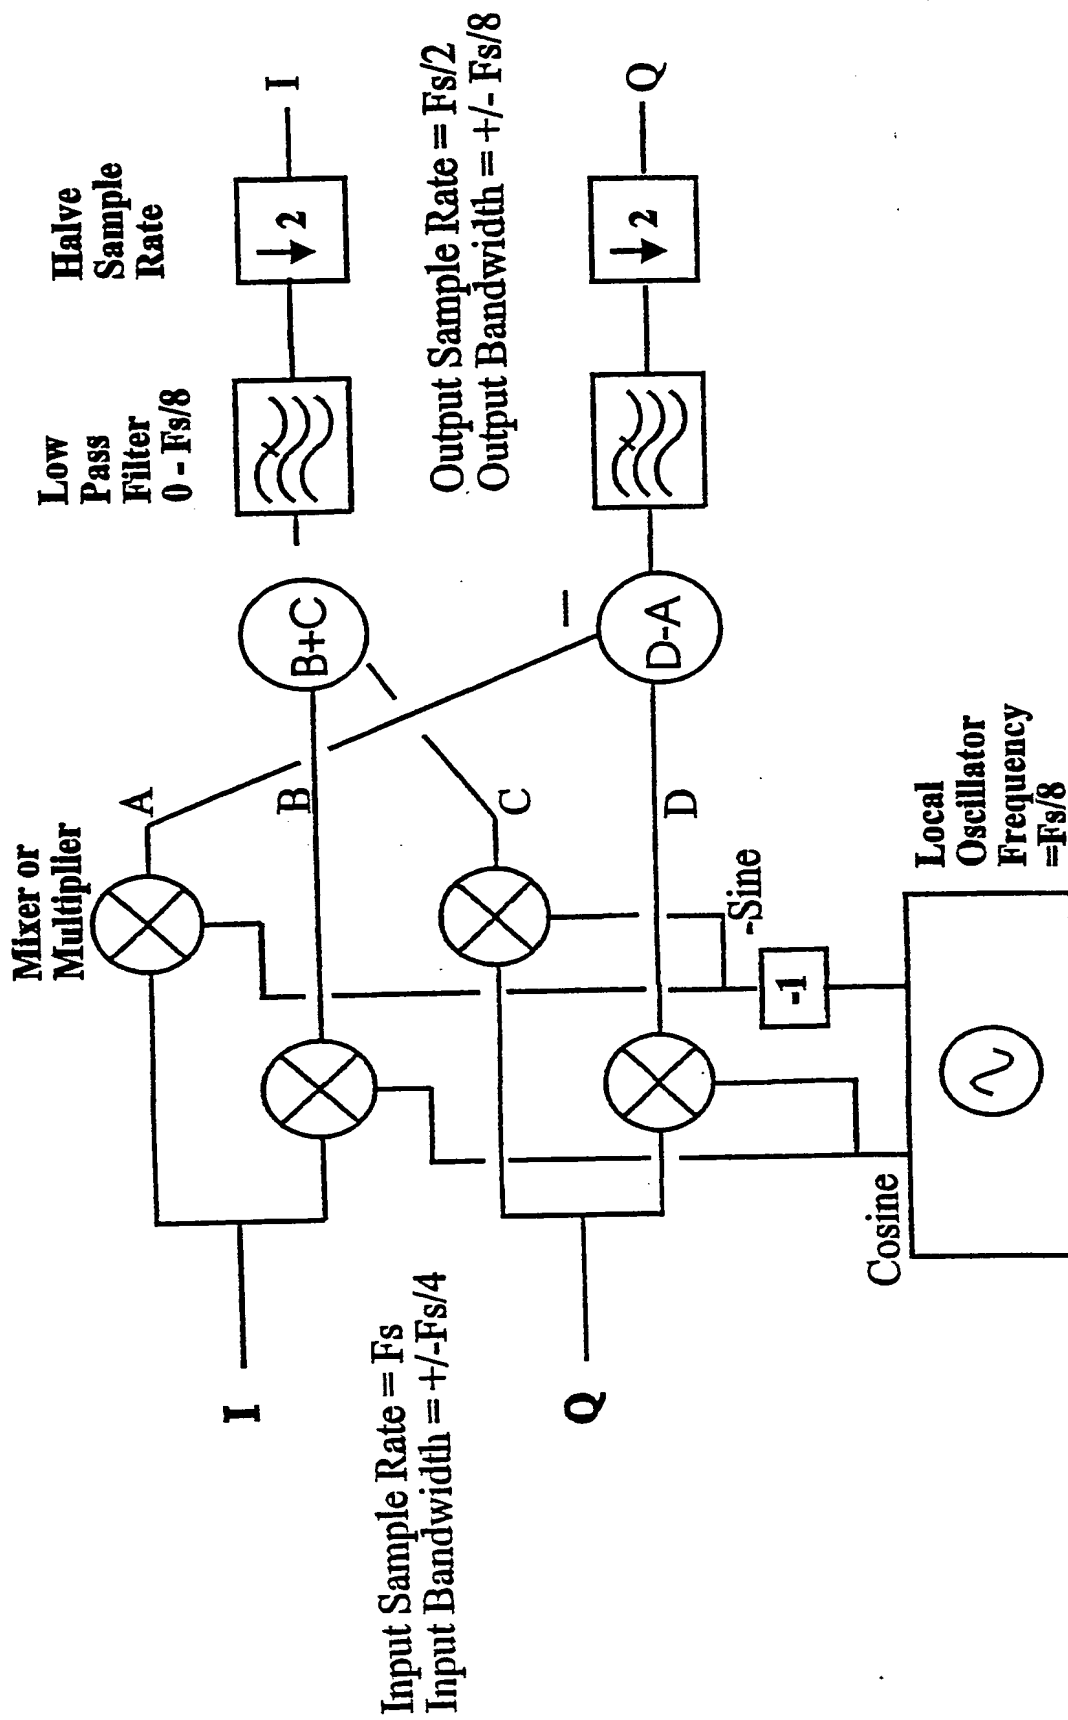 Mixer or
Multiplier
Low
Pass
Filter
0 - Fs/8
Halve
Sample
Rate
A
I
B
B+C
↓2
I
Input Sample Rate = Fs
Input Bandwidth = +/-Fs/4
Output Sample Rate = Fs/2
Output Bandwidth = +/- Fs/8
C
Q
D
D-A
–
↓2
Q
-Sine
-1
Cosine
Local
Oscillator
Frequency
=Fs/8